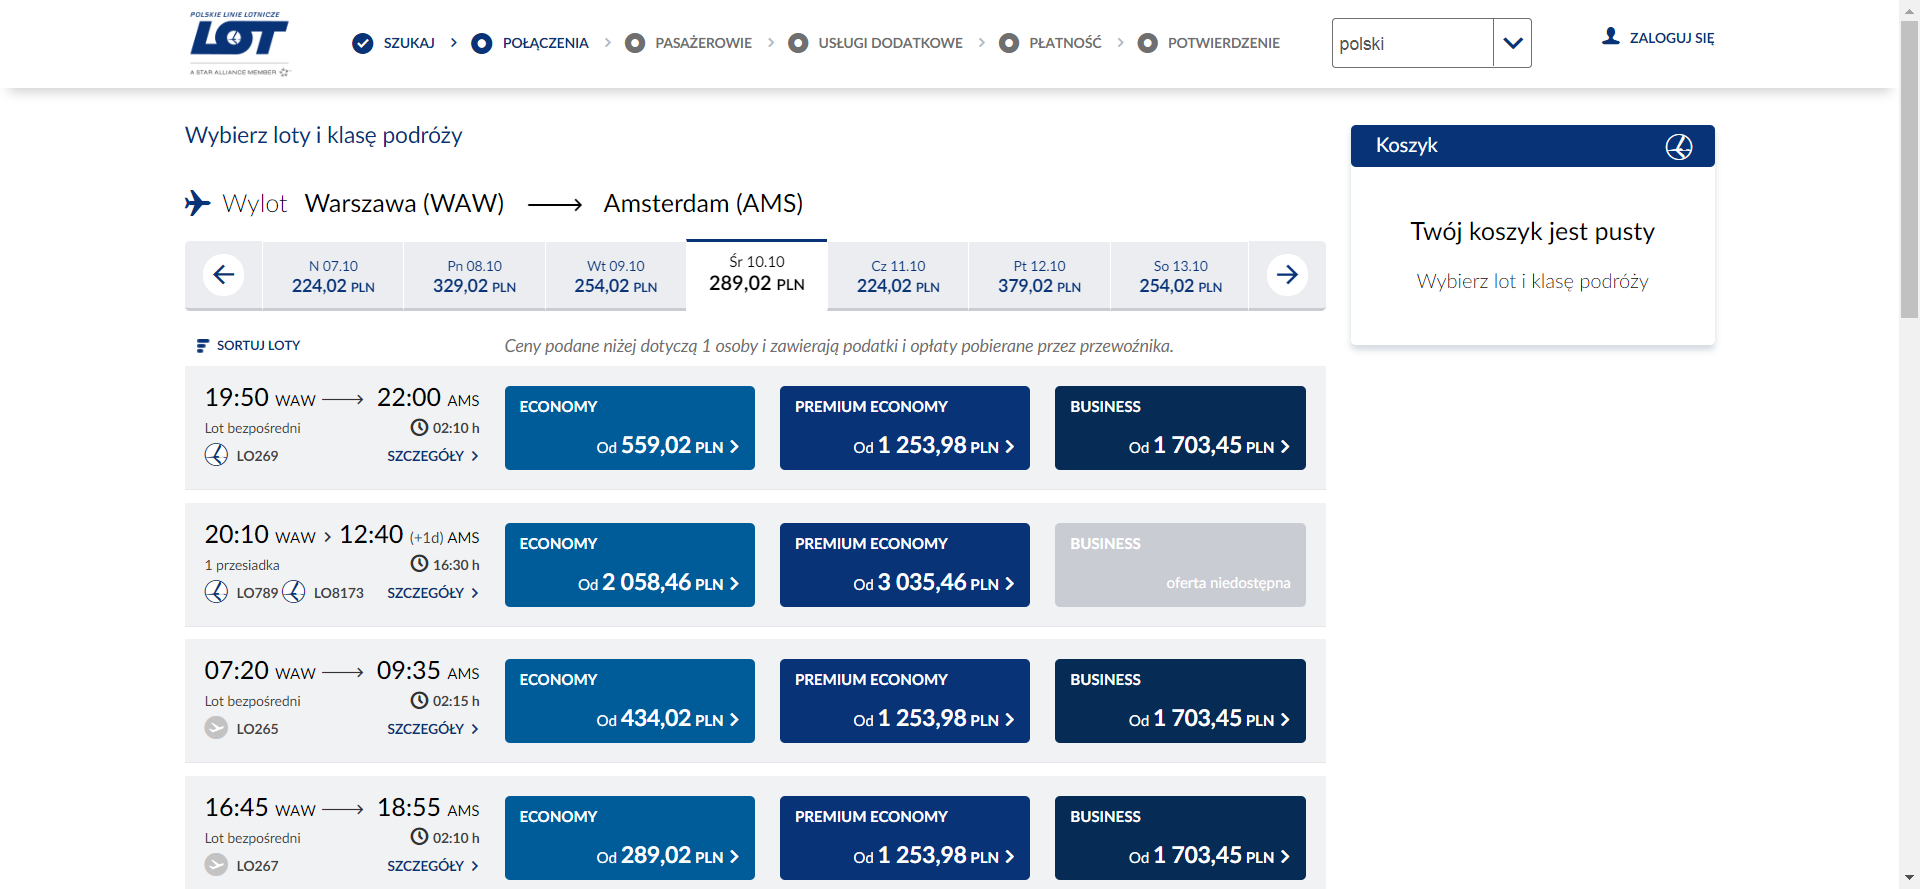 POLSKIE LINIE LOTNICZE
LOT
A STAR ALLIANCE MEMBER
SZUKAJ
POŁĄCZENIA
PASAŻEROWIE
USŁUGI DODATKOWE
PŁATNOŚĆ
POTWIERDZENIE
polski
ZALOGUJ SIĘ
Wybierz loty i klasę podróży
Wylot Warszawa (WAW) Amsterdam (AMS)
N 07.10
224,02 PLN
Pn 08.10
329,02 PLN
Wt 09.10
254,02 PLN
Śr 10.10
289,02 PLN
Cz 11.10
224,02 PLN
Pt 12.10
379,02 PLN
So 13.10
254,02 PLN
SORTUJ LOTY
Ceny podane niżej dotyczą 1 osoby i zawierają podatki i opłaty pobierane przez przewoźnika.
19:50 WAW 22:00 AMS
Lot bezpośredni 02:10 h
LO269 SZCZEGÓŁY
ECONOMY
Od 559,02 PLN
PREMIUM ECONOMY
Od 1 253,98 PLN
BUSINESS
Od 1 703,45 PLN
20:10 WAW 12:40 (+1d) AMS
1 przesiadka 16:30 h
LO789 LO8173 SZCZEGÓŁY
ECONOMY
Od 2 058,46 PLN
PREMIUM ECONOMY
Od 3 035,46 PLN
BUSINESS
oferta niedostępna
07:20 WAW 09:35 AMS
Lot bezpośredni 02:15 h
LO265 SZCZEGÓŁY
ECONOMY
Od 434,02 PLN
PREMIUM ECONOMY
Od 1 253,98 PLN
BUSINESS
Od 1 703,45 PLN
16:45 WAW 18:55 AMS
Lot bezpośredni 02:10 h
LO267 SZCZEGÓŁY
ECONOMY
Od 289,02 PLN
PREMIUM ECONOMY
Od 1 253,98 PLN
BUSINESS
Od 1 703,45 PLN
Koszyk
Twój koszyk jest pusty
Wybierz lot i klasę podróży